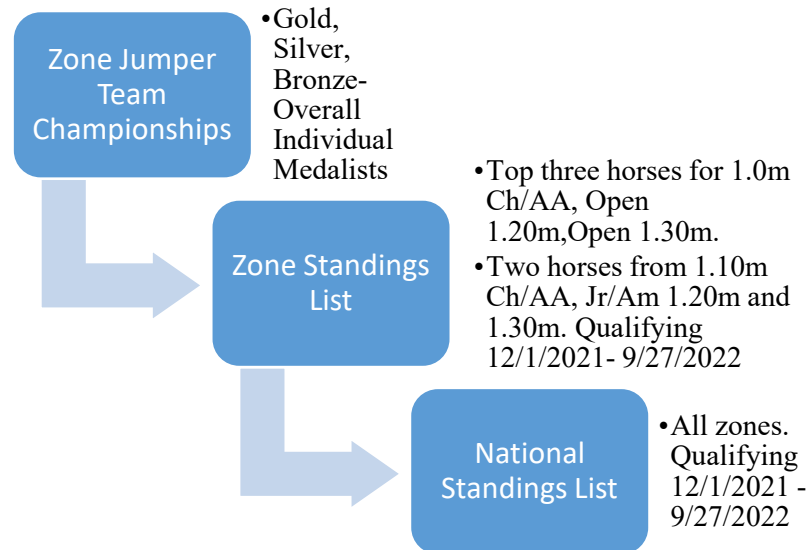 Zone Jumper
Team
Championships
•Gold,
Silver,
Bronze-
Overall
Individual
Medalists
Zone Standings
List
•Top three horses for 1.0m
Ch/AA, Open
1.20m,Open 1.30m.
•Two horses from 1.10m
Ch/AA, Jr/Am 1.20m and
1.30m. Qualifying
12/1/2021- 9/27/2022
National
Standings List
•All zones.
Qualifying
12/1/2021 -
9/27/2022